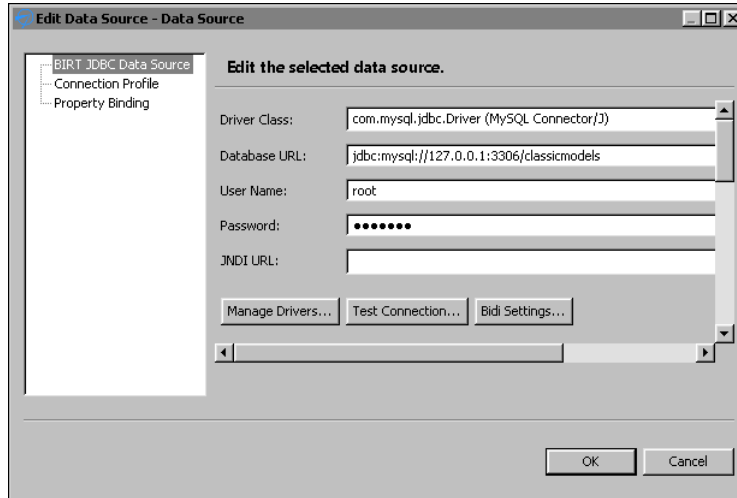 Edit Data Source - Data Source
BIRT JDBC Data Source
Connection Profile
Property Binding
Edit the selected data source.
Driver Class:
com.mysql.jdbc.Driver (MySQL Connector/J)
Database URL:
jdbc:mysql://127.0.0.1:3306/classicmodels
User Name:
root
Password:
●●●●●●●
JNDI URL:
Manage Drivers...
Test Connection...
Bidi Settings...
OK
Cancel